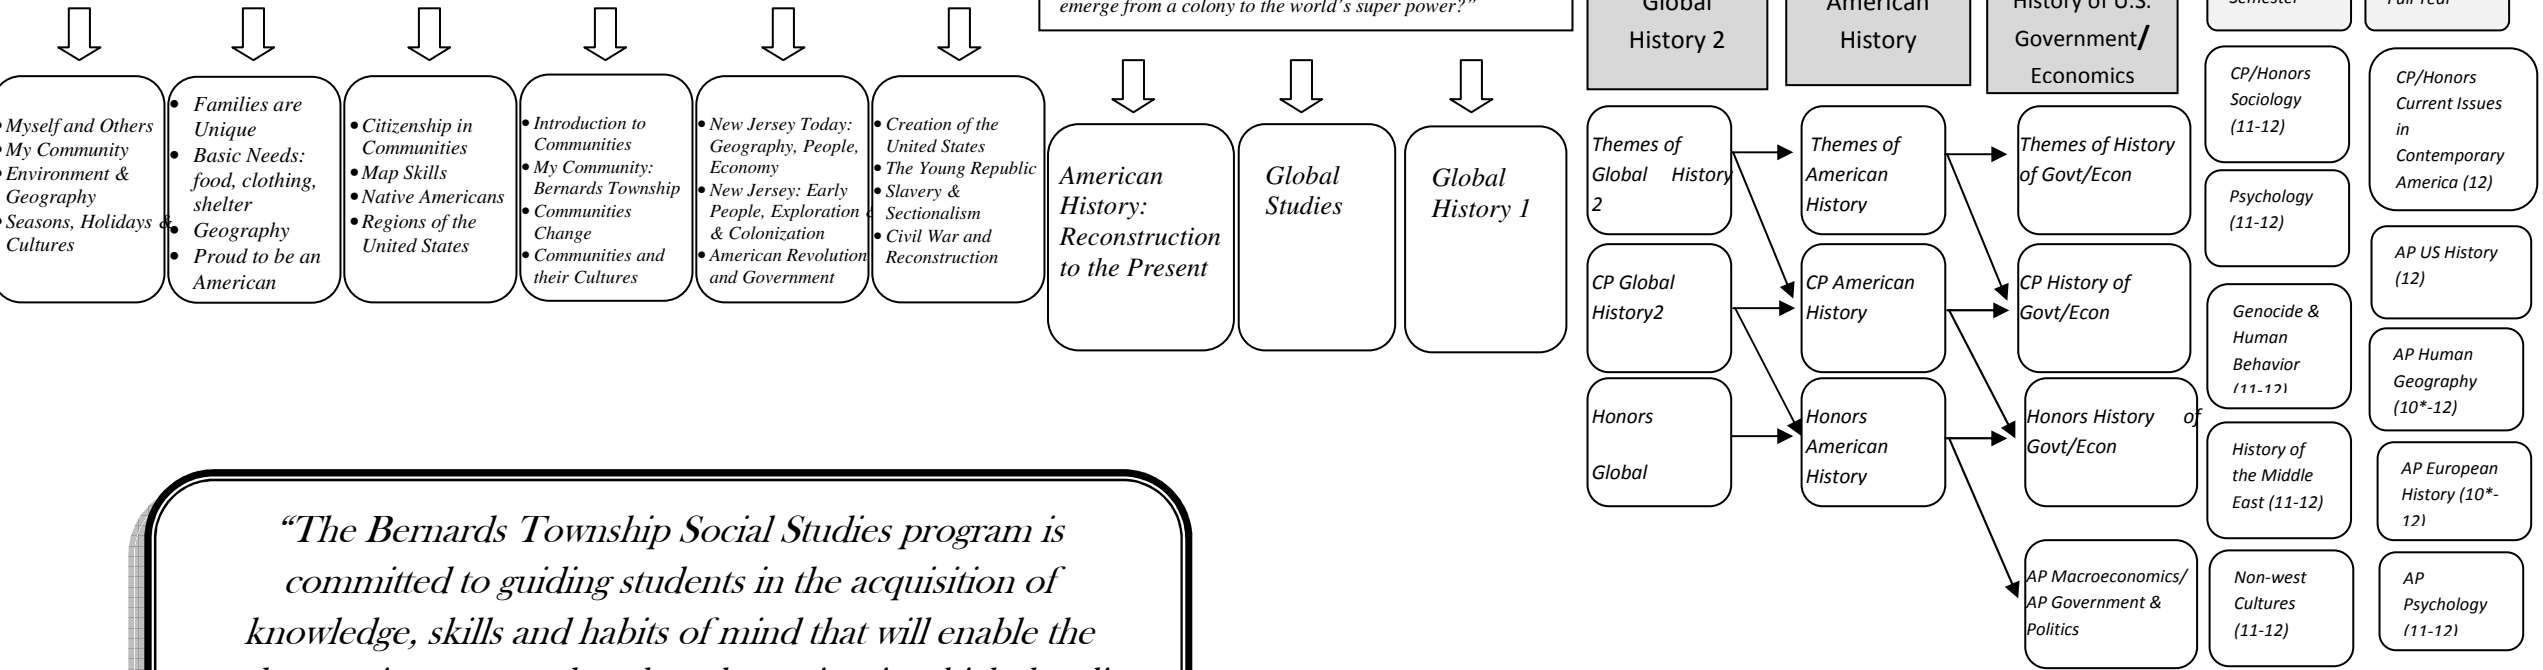 emerge from a colony to the world's super power?"
Global
History 2
American
History
History of U.S.
Government/
Economics
Semester
Full Year
• Myself and Others
• My Community
• Environment &
Geography
• Seasons, Holidays &
Cultures
• Families are
Unique
• Basic Needs:
food, clothing,
shelter
• Geography
• Proud to be an
American
• Citizenship in
Communities
• Map Skills
• Native Americans
• Regions of the
United States
• Introduction to
Communities
• My Community:
Bernards Township
• Communities
Change
• Communities and
their Cultures
• New Jersey Today:
Geography, People,
Economy
• New Jersey: Early
People, Exploration &
& Colonization
• American Revolution
and Government
• Creation of the
United States
• The Young Republic
• Slavery &
Sectionalism
• Civil War and
Reconstruction
American
History:
Reconstruction
to the Present
Global
Studies
Global
History 1
Themes of
Global History
2
CP Global
History2
Honors
Global
Themes of
American
History
CP American
History
Honors
American
History
Themes of History
of Govt/Econ
CP History of
Govt/Econ
Honors History of
Govt/Econ
AP Macroeconomics/
AP Government &
Politics
CP/Honors
Sociology
(11-12)
Psychology
(11-12)
Genocide &
Human
Behavior
(11-12)
History of
the Middle
East (11-12)
Non-west
Cultures
(11-12)
CP/Honors
Current Issues
in
Contemporary
America (12)
AP US History
(12)
AP Human
Geography
(10*-12)
AP European
History (10*-
12)
AP
Psychology
(11-12)
"The Bernards Township Social Studies program is
committed to guiding students in the acquisition of
knowledge, skills and habits of mind that will enable the